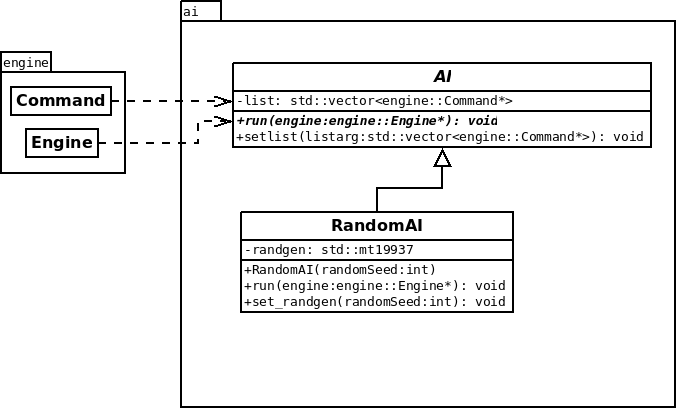 ai
engine
Command
Engine
AI
-list: std::vector<engine::Command*>
+run(engine:engine::Engine*): void
+setlist(listarg:std::vector<engine::Command*>): void
RandomAI
-randgen: std::mt19937
+RandomAI(randomSeed:int)
+run(engine:engine::Engine*): void
+set_randgen(randomSeed:int): void